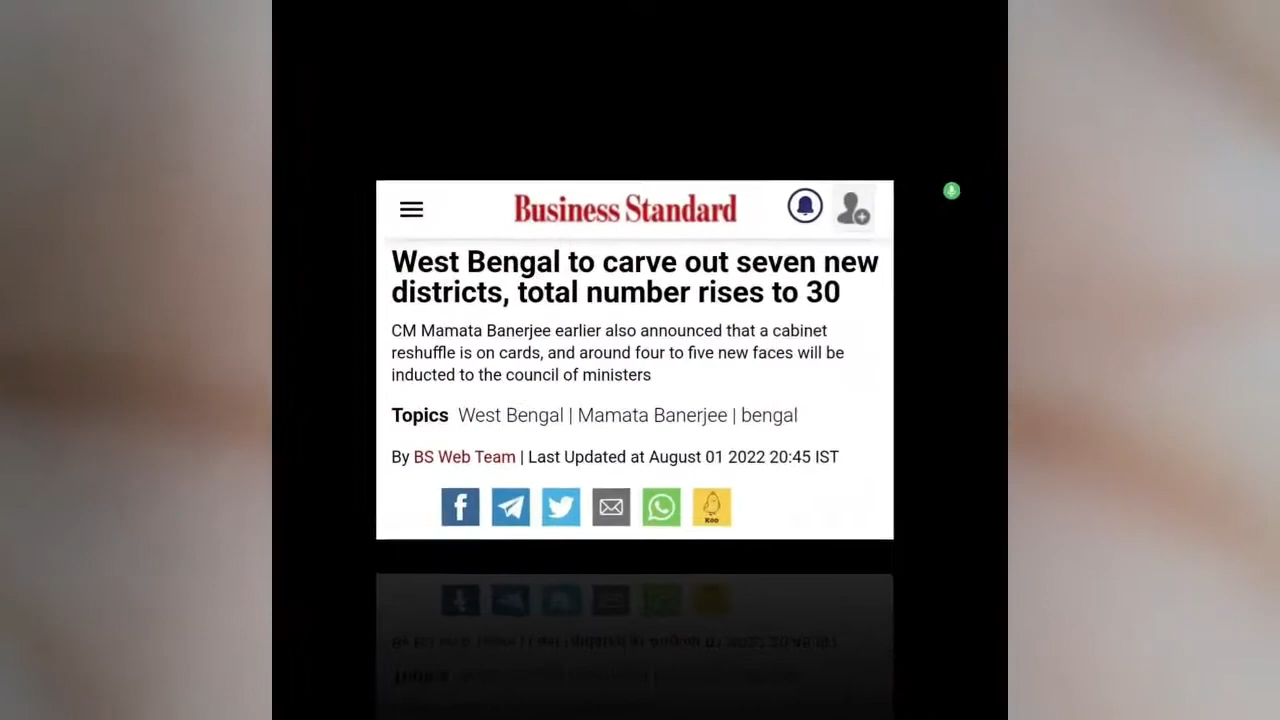 Business Standard
West Bengal to carve out seven new
districts, total number rises to 30
CM Mamata Banerjee earlier also announced that a cabinet
reshuffle is on cards, and around four to five new faces will be
inducted to the council of ministers
Topics West Bengal | Mamata Banerjee | bengal
By BS Web Team | Last Updated at August 01 2022 20:45 IST
Koo